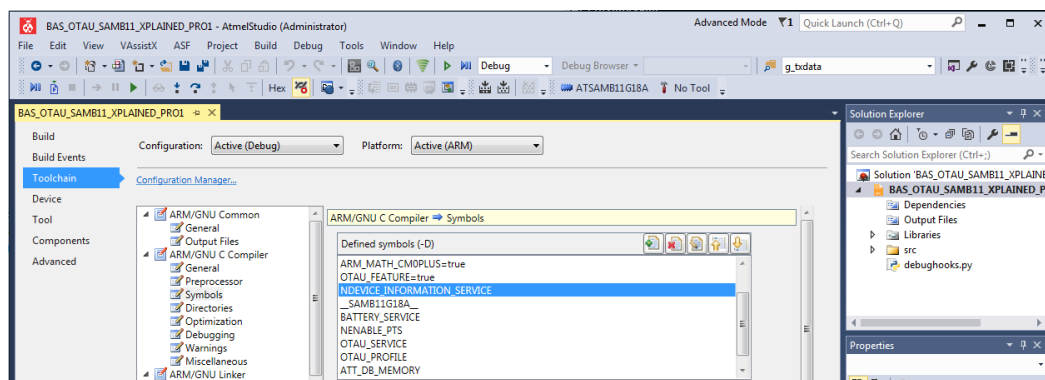 BAS_OTAU_SAMB11_XPLAINED_PRO1 - AtmelStudio (Administrator)
Advanced Mode 1 Quick Launch (Ctrl+Q)
File Edit View VAssistX ASF Project Build Debug Tools Window Help
Debug Debug Browser g_txdata
Hex ATSAMB11G18A No Tool
BAS_OTAU_SAMB11_XPLAINED_PRO1
Build
Build Events
Toolchain
Device
Tool
Components
Advanced
Configuration: Active (Debug) Platform: Active (ARM)
Configuration Manager...
ARM/GNU Common
General
Output Files
ARM/GNU C Compiler
General
Preprocessor
Symbols
Directories
Optimization
Debugging
Warnings
Miscellaneous
ARM/GNU Linker
ARM/GNU C Compiler ⇒ Symbols
Defined symbols (-D)
ARM_MATH_CM0PLUS=true
OTAU_FEATURE=true
NDEVICE_INFORMATION_SERVICE
__SAMB11G18A__
BATTERY_SERVICE
NENABLE_PTS
OTAU_SERVICE
OTAU_PROFILE
ATT_DB_MEMORY
Solution Explorer
Search Solution Explorer (Ctrl+;)
Solution 'BAS_OTAU_SAMB11_XPLAINE
BAS_OTAU_SAMB11_XPLAINED_P
Dependencies
Output Files
Libraries
src
debughooks.py
Properties